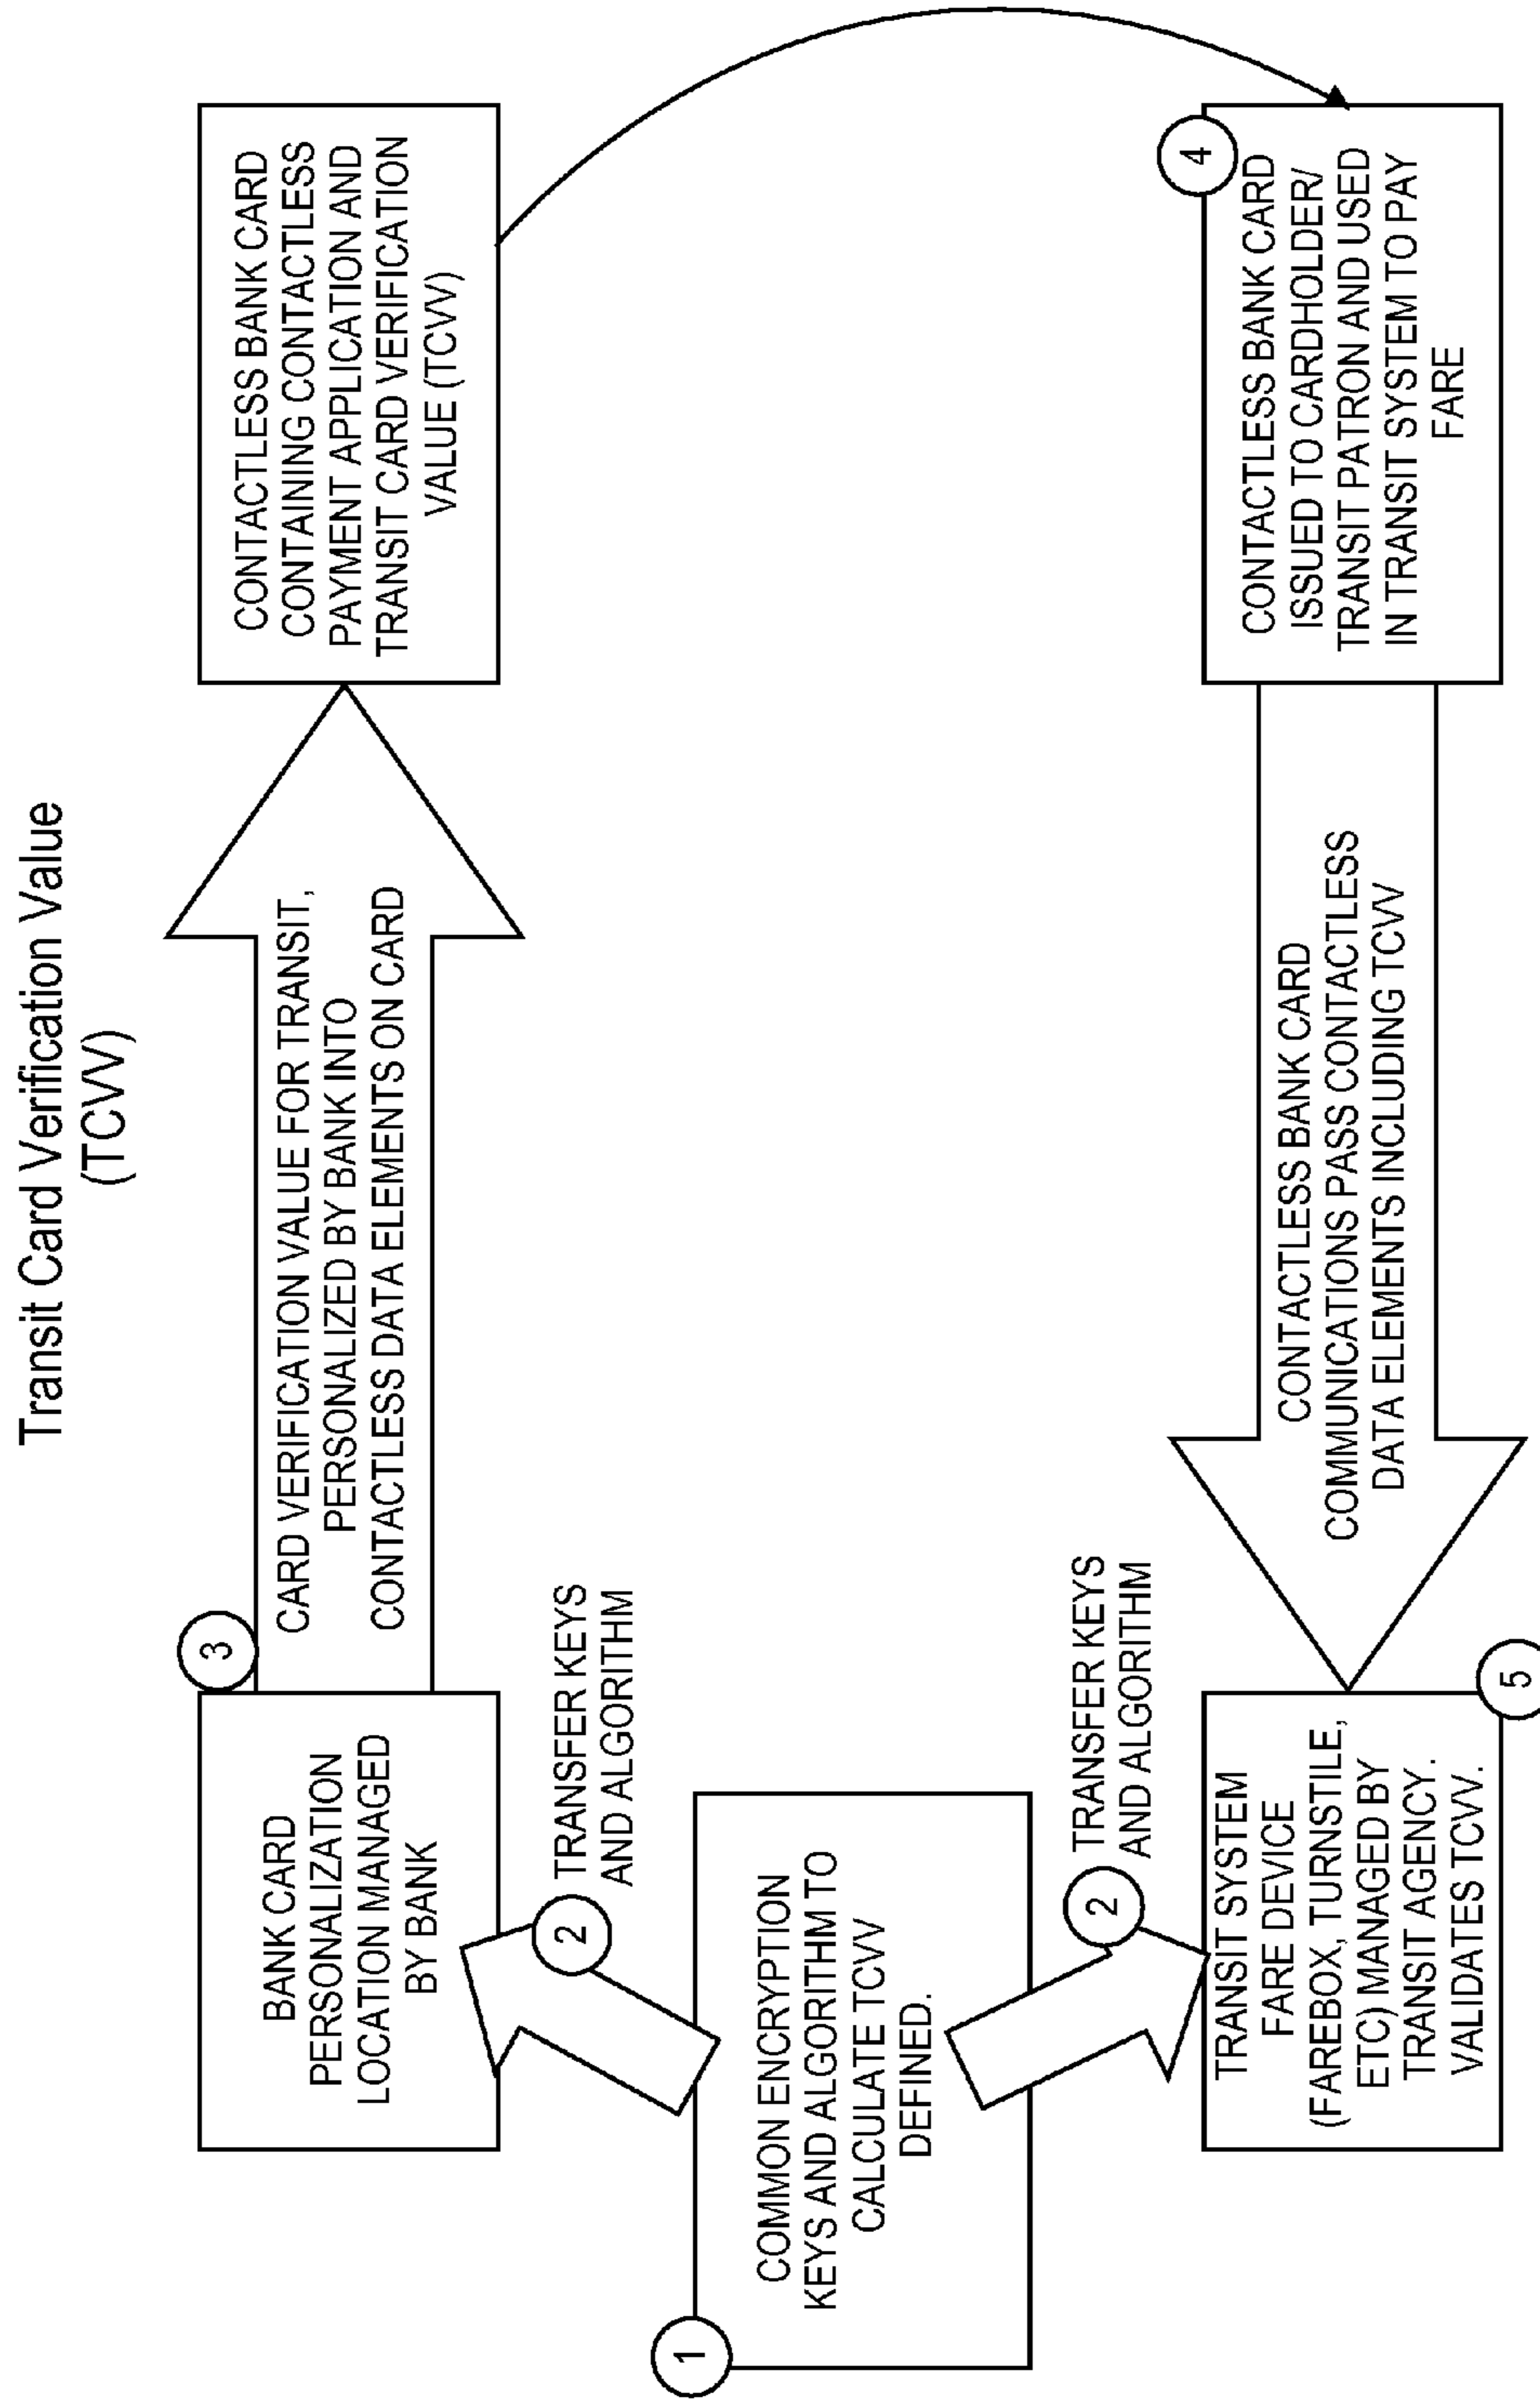 Transit Card Verification Value
(TCVV)
BANK CARD
PERSONALIZATION
LOCATION MANAGED
BY BANK
3
CARD VERIFICATION VALUE FOR TRANSIT,
PERSONALIZED BY BANK INTO
CONTACTLESS DATA ELEMENTS ON CARD
CONTACTLESS BANK CARD
CONTAINING CONTACTLESS
PAYMENT APPLICATION AND
TRANSIT CARD VERIFICATION
VALUE (TCVV)
2
TRANSFER KEYS
AND ALGORITHM
1
COMMON ENCRYPTION
KEYS AND ALGORITHM TO
CALCULATE TCVV
DEFINED.
2
TRANSFER KEYS
AND ALGORITHM
TRANSIT SYSTEM
FARE DEVICE
(FAREBOX, TURNSTILE,
ETC) MANAGED BY
TRANSIT AGENCY.
VALIDATES TCVV.
5
CONTACTLESS BANK CARD
COMMUNICATIONS PASS CONTACTLESS
DATA ELEMENTS INCLUDING TCVV
4
CONTACTLESS BANK CARD
ISSUED TO CARDHOLDER/
TRANSIT PATRON AND USED
IN TRANSIT SYSTEM TO PAY
FARE